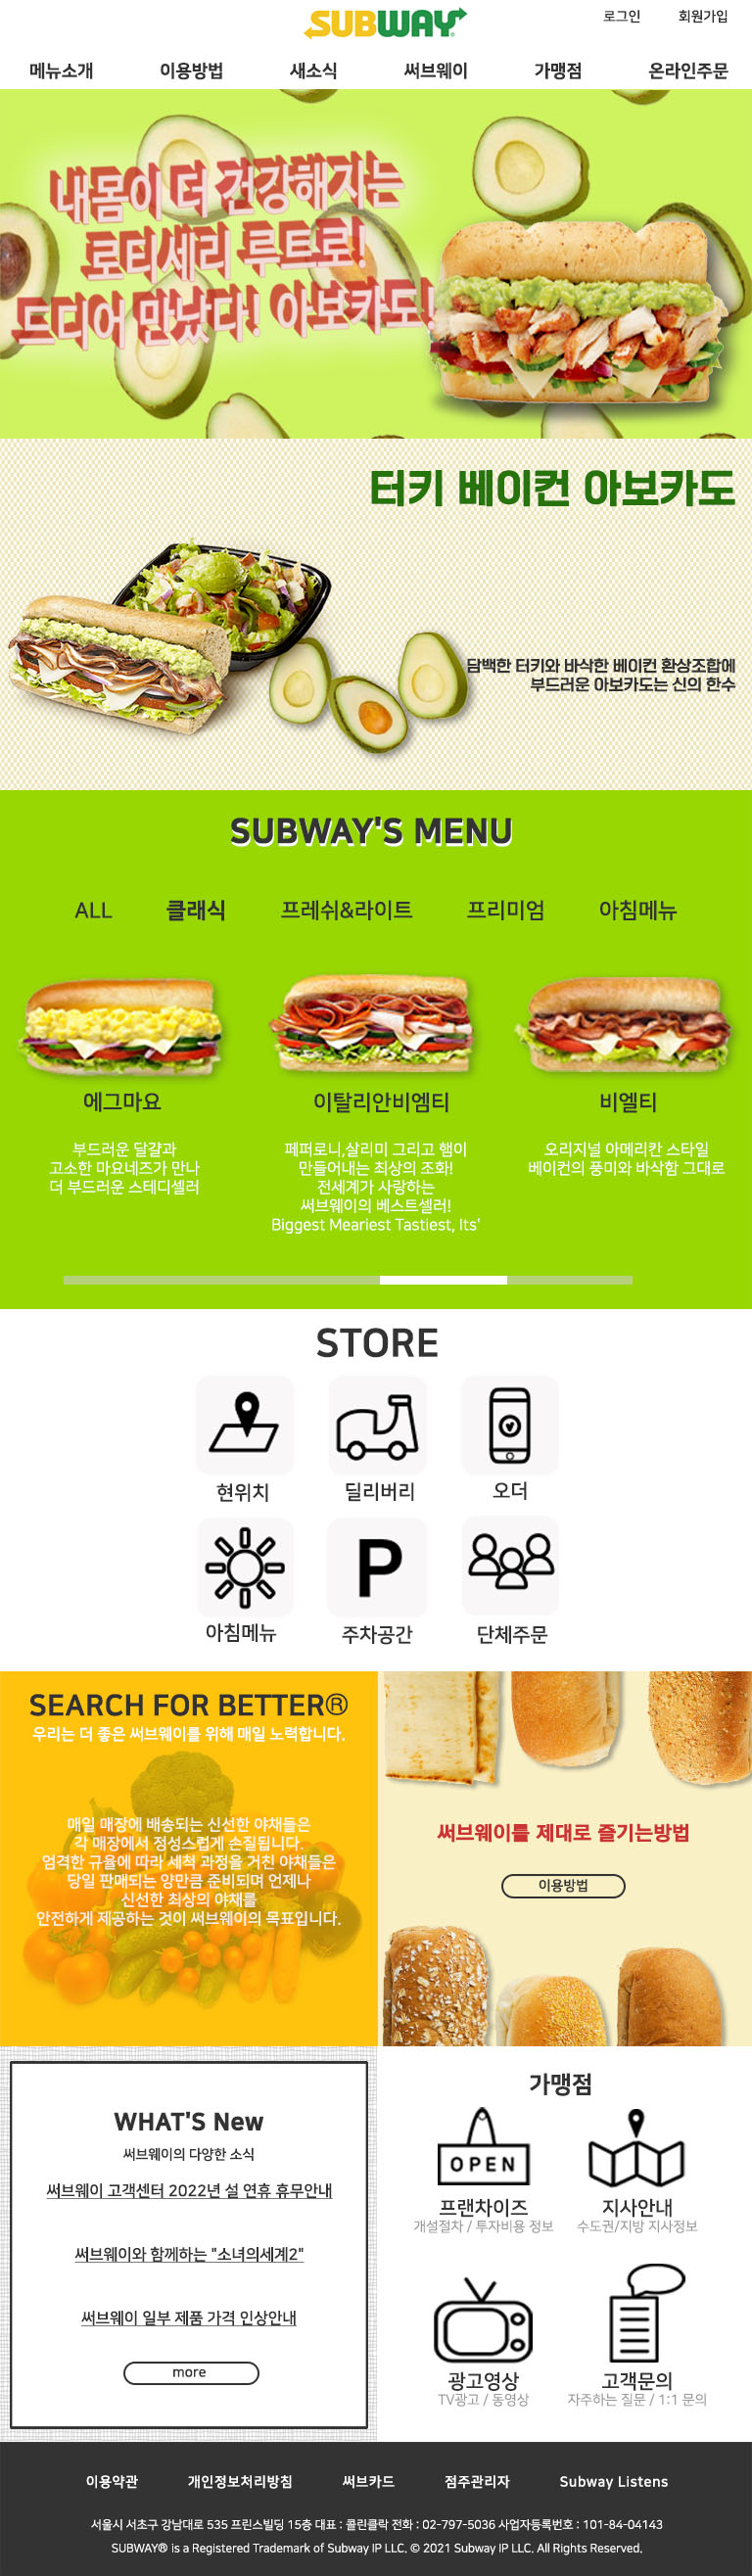 SUBWAY
로그인 회원가입
메뉴소개 이용방법 새소식 써브웨이 가맹점 온라인주문
내몸이 더 건강해지는
로터세리 루드로!
드디어 만났다! 아보카도!
터키 베이컨 아보카도
담백한 터키와 바삭한 베이컨 환상조합에
부드러운 아보카도는 신의 한수
SUBWAY'S MENU
ALL 클래식 프레쉬&라이트 프리미엄 아침메뉴
에그마요 이탈리안비엠티 비엘티
부드러운 달걀과
고소한 마요네즈가 만나
더 부드러운 스테디셀러
페퍼로니,살리미 그리고 햄이
만들어내는 최상의 조화!
전세계가 사랑하는
써브웨이의 베스트셀러!
Biggest Meariest Tastiest, Its'
오리지널 아메리칸 스타일
베이컨의 풍미와 바삭함 그대로
STORE
현위치 딜리버리 오더
P
아침메뉴 주차공간 단체주문
SEARCH FOR BETTER®
우리는 더 좋은 써브웨이를 위해 매일 노력합니다.
매일 매장에 배송되는 신선한 야채들은
각 매장에서 정성스럽게 손질됩니다.
엄격한 규율에 따라 세척 과정을 거친 야채들은
당일 판매되는 양만큼 준비되며 언제나
신선한 최상의 야채를
안전하게 제공하는 것이 써브웨이의 목표입니다.
써브웨이를 제대로 즐기는방법
이용방법
WHAT'S New
써브웨이의 다양한 소식
써브웨이 고객센터 2022년 설 연휴 휴무안내
써브웨이와 함께하는 "소녀의세계2"
써브웨이 일부 제품 가격 인상안내
more
가맹점
OPEN
프랜차이즈 지사안내
개설절차 / 투자비용 정보 수도권/지방 지사정보
광고영상 고객문의
TV광고 / 동영상 자주하는 질문 / 1:1 문의
이용약관 개인정보처리방침 써브카드 점주관리자 Subway Listens
서울시 서초구 강남대로 535 프린스빌딩 15층 대표 : 콜린클락 전화 : 02-797-5036 사업자등록번호 : 101-84-04143
SUBWAY® is a Registered Trademark of Subway IP LLC. © 2021 Subway IP LLC. All Rights Reserved.